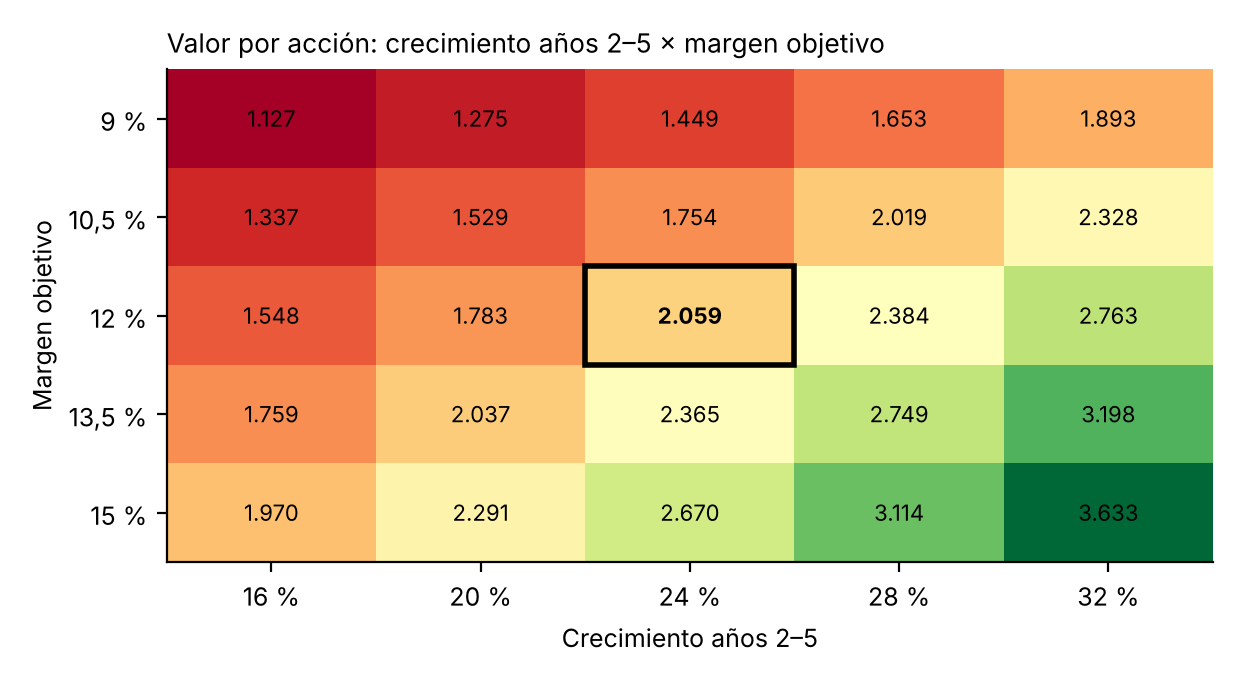 Valor por acción: crecimiento años 2–5 × margen objetivo
Margen objetivo
9 % 1.127 1.275 1.449 1.653 1.893
10,5 % 1.337 1.529 1.754 2.019 2.328
12 % 1.548 1.783 2.059 2.384 2.763
13,5 % 1.759 2.037 2.365 2.749 3.198
15 % 1.970 2.291 2.670 3.114 3.633
16 % 20 % 24 % 28 % 32 %
Crecimiento años 2–5